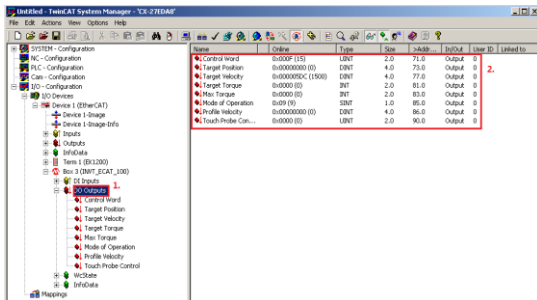 Untitled - TwinCAT System Manager - 'CX-27EDA8'
File Edit Actions View Options Help
SYSTEM - Configuration
NC - Configuration
PLC - Configuration
Cam - Configuration
I/O - Configuration
I/O Devices
Device 1 (EtherCAT)
Device 1-Image
Device 1-Image-Info
Inputs
Outputs
InfoData
Term 1 (EK1200)
Box 3 (INVT_ECAT_100)
DI Inputs
DO Outputs 1.
Control Word
Target Position
Target Velocity
Target Torque
Max Torque
Mode of Operation
Profile Velocity
Touch Probe Control
WcState
InfoData
Mappings
Name Online Type Size >Addr... In/Out User ID Linked to
Control Word 0x000F (15) UINT 2.0 71.0 Output 0
Target Position 0x00000000 (0) DINT 4.0 73.0 Output 0 2.
Target Velocity 0x000005DC (1500) DINT 4.0 77.0 Output 0
Target Torque 0x0000 (0) INT 2.0 81.0 Output 0
Max Torque 0x0000 (0) INT 2.0 83.0 Output 0
Mode of Operation 0x09 (9) SINT 1.0 85.0 Output 0
Profile Velocity 0x00000000 (0) DINT 4.0 86.0 Output 0
Touch Probe Con... 0x0000 (0) UINT 2.0 90.0 Output 0